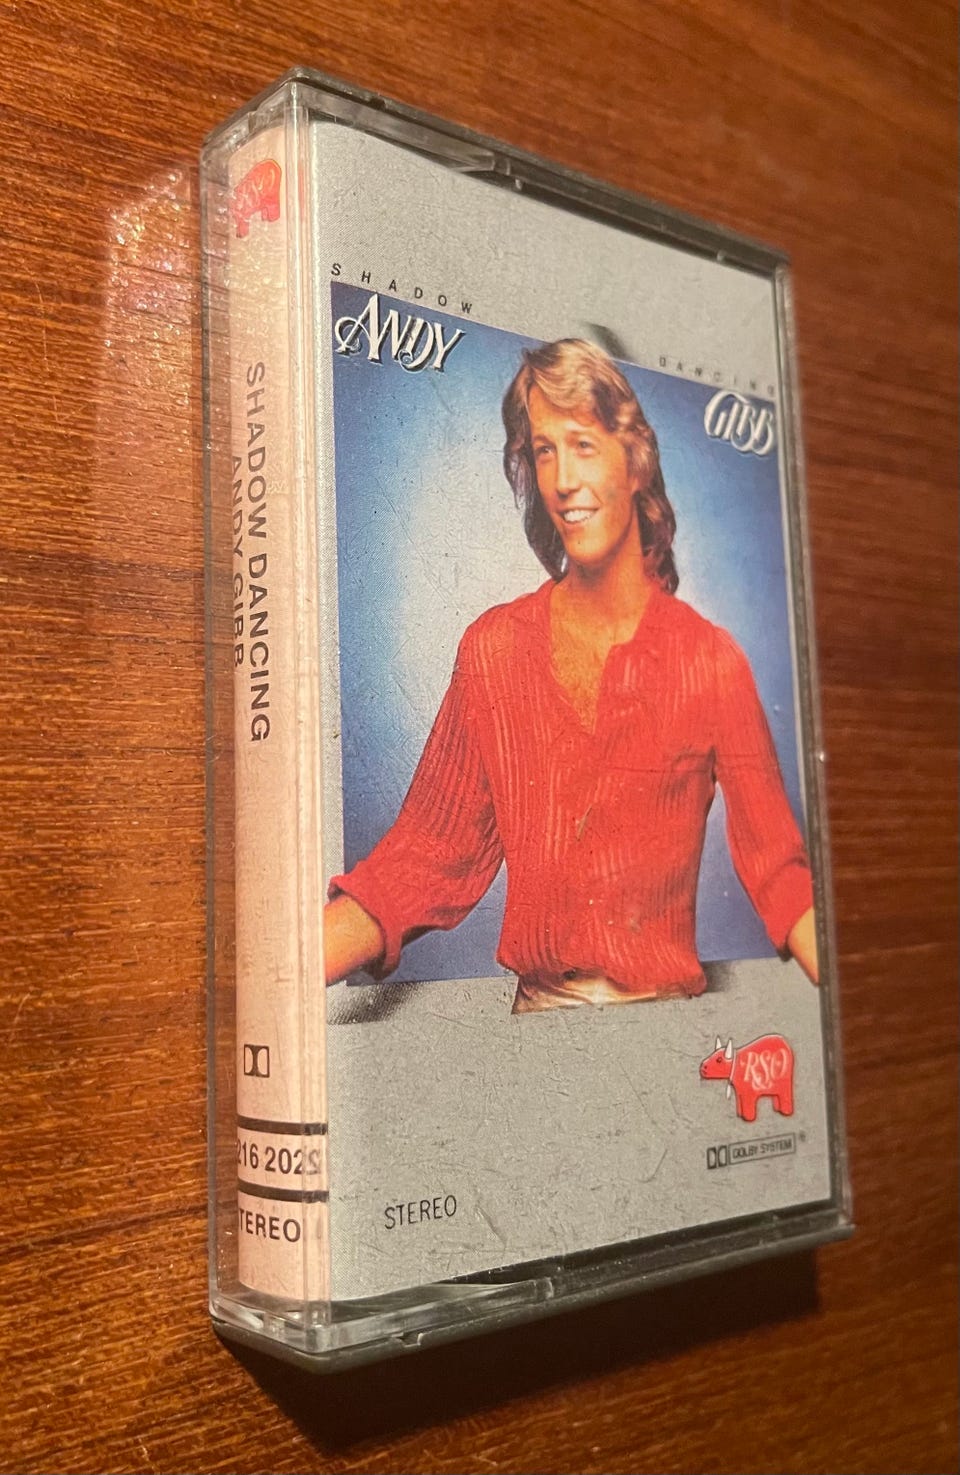 RSO
SHADOW DANCING
ANDY GIBB
216 202
TEREO
SHADOW
DANCING
ANDY
GIBB
RSO
DOLBY SYSTEM ®
STEREO